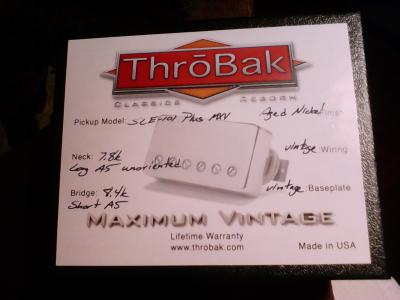 ThrōBak
Classics Reborn
Pickup Model: SLE-101 Plus MXV Aged Nickel
Neck: 7.8k vintage :Wiring
Long A5 unoriented
Bridge: 8.4k vintage :Baseplate
Short A5
Maximum Vintage
Lifetime Warranty
www.throbak.com Made in USA